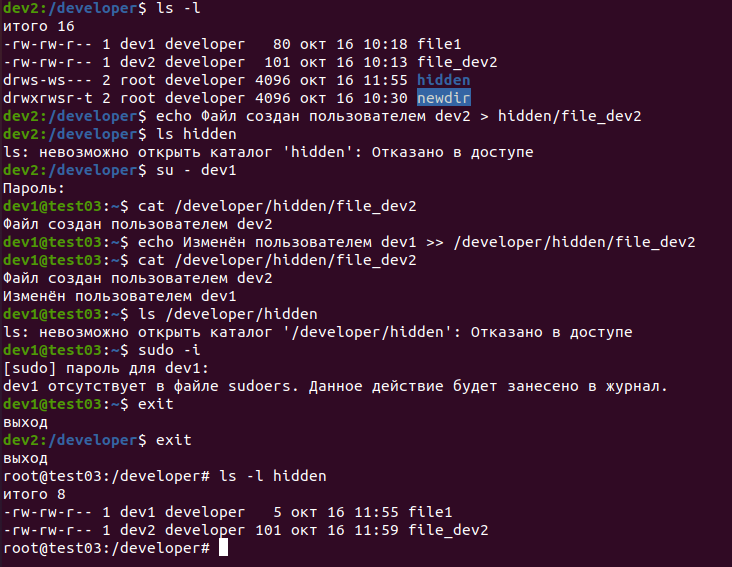 dev2:/developer$ ls -l
итого 16
-rw-rw-r-- 1 dev1 developer   80 окт 16 10:18 file1
-rw-rw-r-- 1 dev2 developer  101 окт 16 10:13 file_dev2
drws-ws--- 2 root developer 4096 окт 16 11:55 hidden
drwxrwsr-t 2 root developer 4096 окт 16 10:30 newdir
dev2:/developer$ echo Файл создан пользователем dev2 > hidden/file_dev2
dev2:/developer$ ls hidden
ls: невозможно открыть каталог 'hidden': Отказано в доступе
dev2:/developer$ su - dev1
Пароль:
dev1@test03:~$ cat /developer/hidden/file_dev2
Файл создан пользователем dev2
dev1@test03:~$ echo Изменён пользователем dev1 >> /developer/hidden/file_dev2
dev1@test03:~$ cat /developer/hidden/file_dev2
Файл создан пользователем dev2
Изменён пользователем dev1
dev1@test03:~$ ls /developer/hidden
ls: невозможно открыть каталог '/developer/hidden': Отказано в доступе
dev1@test03:~$ sudo -i
[sudo] пароль для dev1:
dev1 отсутствует в файле sudoers. Данное действие будет занесено в журнал.
dev1@test03:~$ exit
выход
dev2:/developer$ exit
выход
root@test03:/developer# ls -l hidden
итого 8
-rw-rw-r-- 1 dev1 developer   5 окт 16 11:55 file1
-rw-rw-r-- 1 dev2 developer 101 окт 16 11:59 file_dev2
root@test03:/developer#